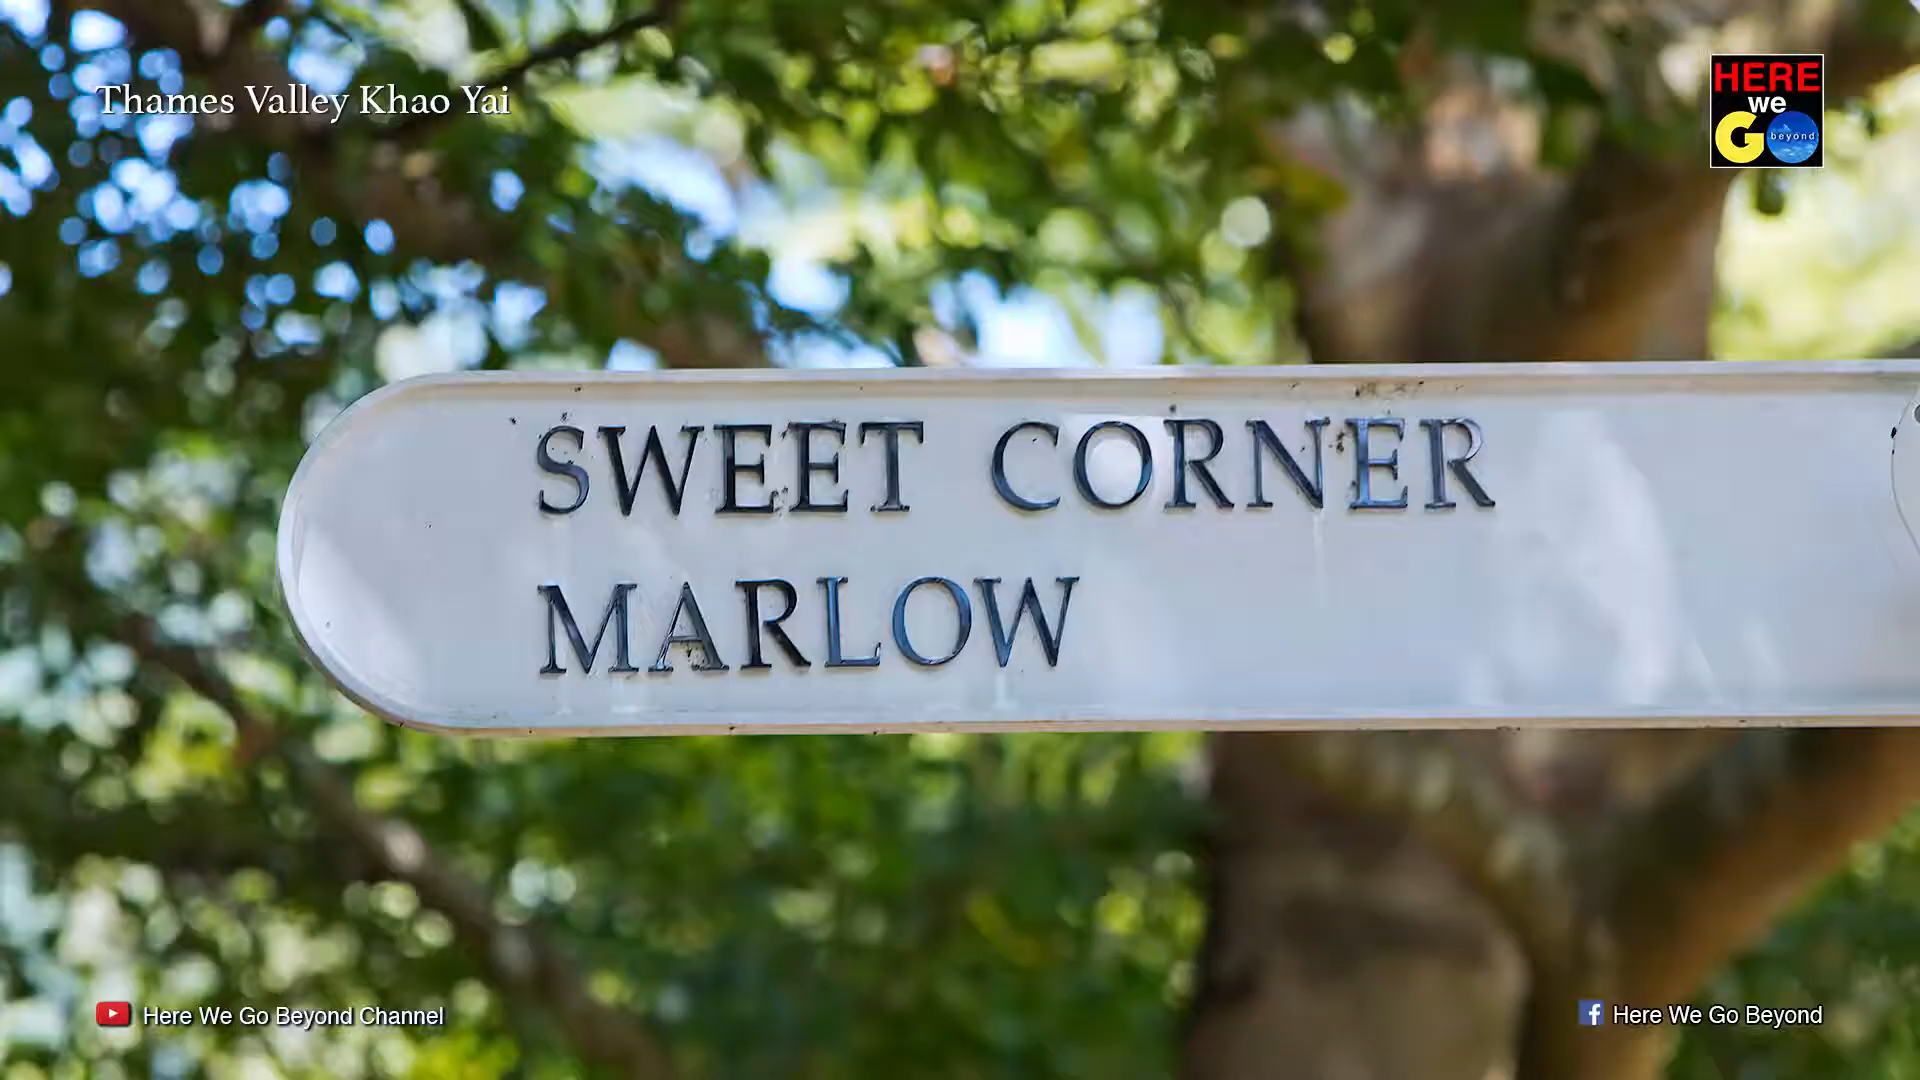 Thames Valley Khao Yai
HERE
we
GO
beyond
SWEET CORNER
MARLOW
Here We Go Beyond Channel
Here We Go Beyond